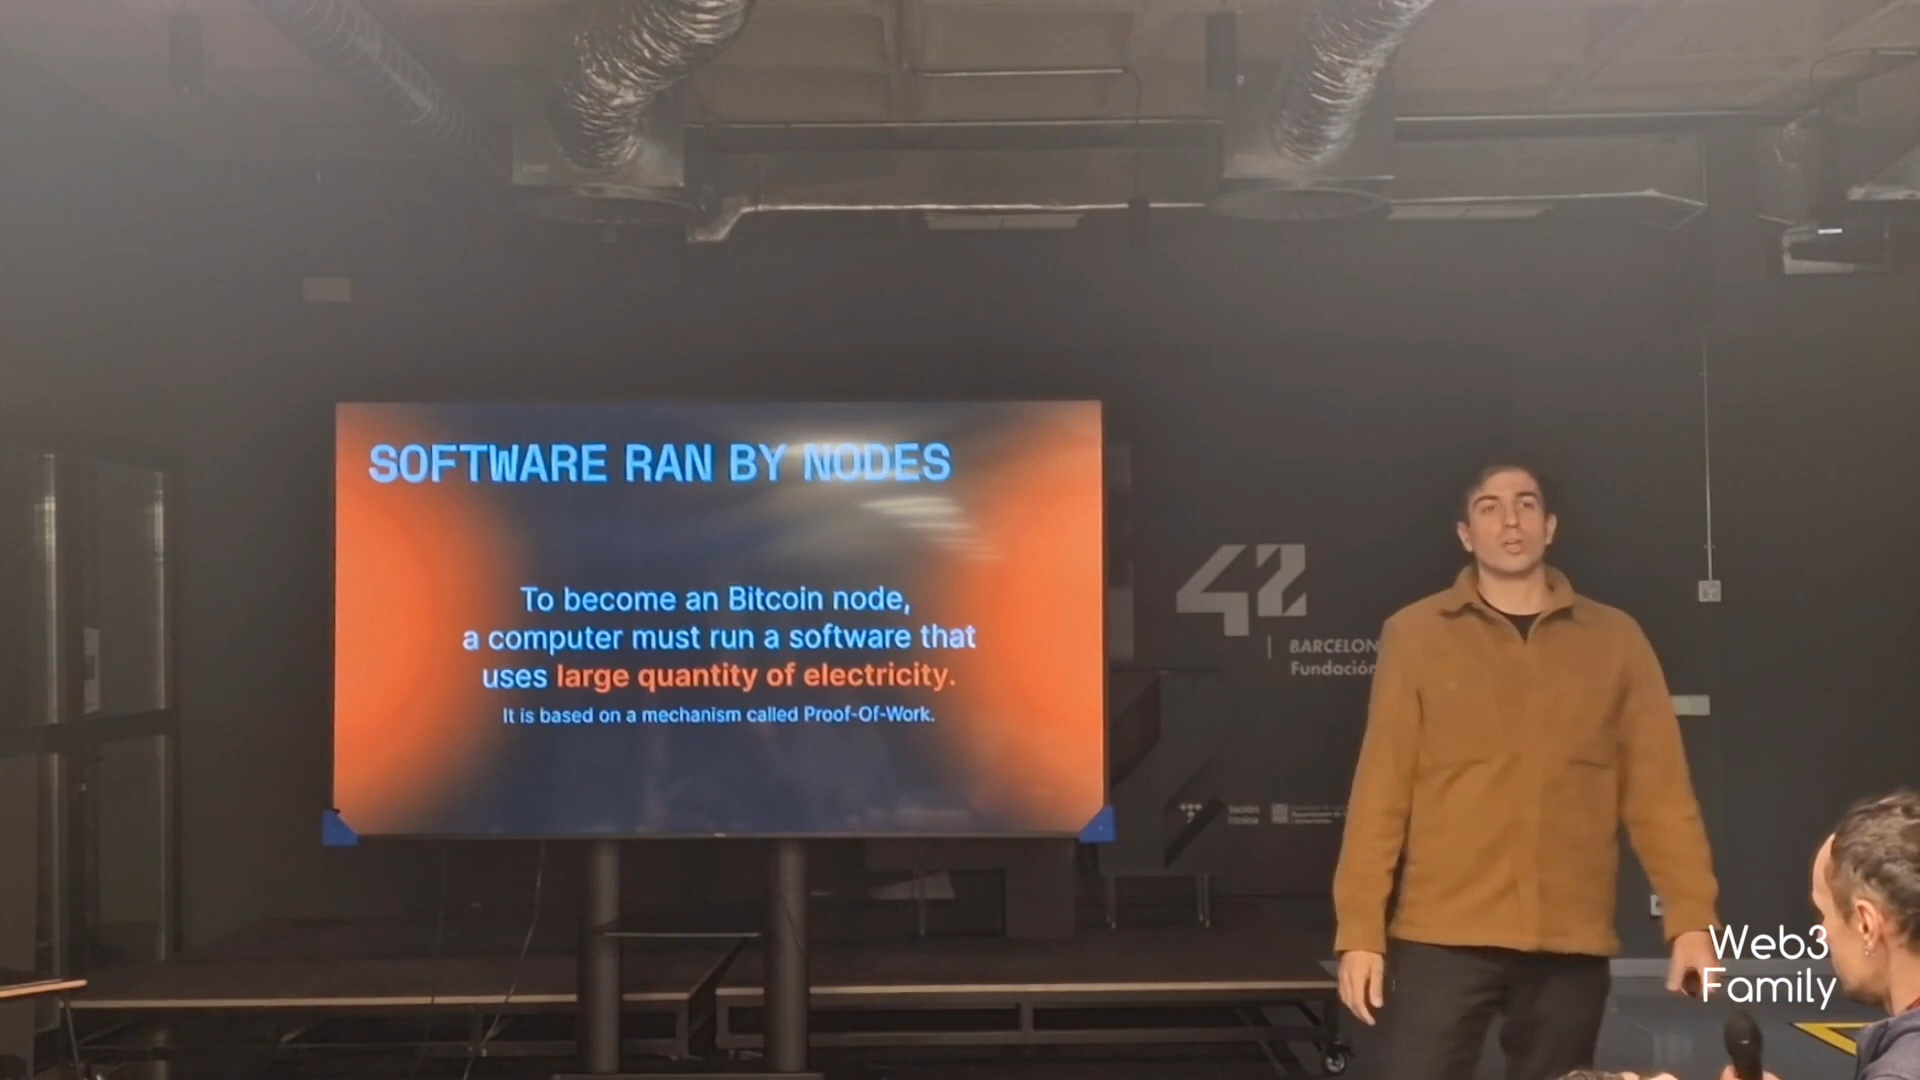 SOFTWARE RAN BY NODES
To become an Bitcoin node,
a computer must run a software that
uses large quantity of electricity.
It is based on a mechanism called Proof-Of-Work.
42
BARCELON
Fundación
Web3
Family